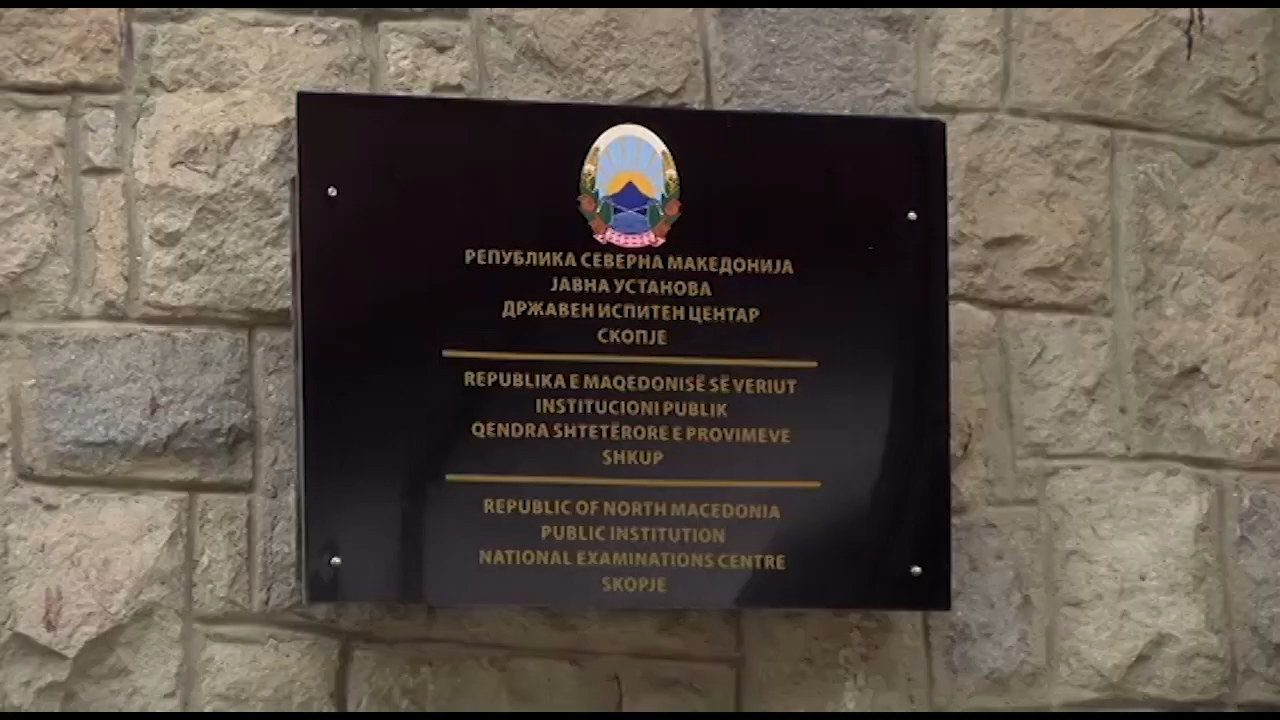 РЕПУБЛИКА СЕВЕРНА МАКЕДОНИЈА
ЈАВНА УСТАНОВА
ДРЖАВЕН ИСПИТЕН ЦЕНТАР
СКОПЈЕ
REPUBLIKA E MAQEDONISË SË VERIUT
INSTITUCIONI PUBLIK
QENDRA SHTETËRORE E PROVIMEVE
SHKUP
REPUBLIC OF NORTH MACEDONIA
PUBLIC INSTITUTION
NATIONAL EXAMINATIONS CENTRE
SKOPJE